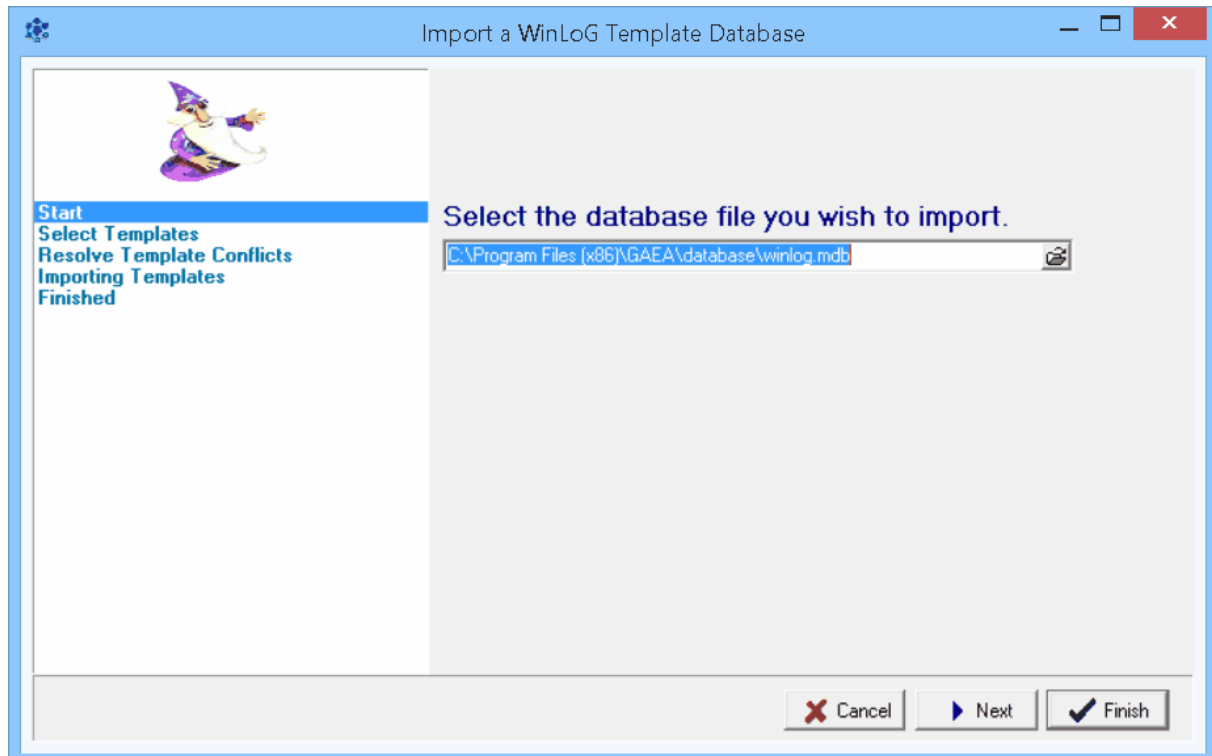 Import a WinLoG Template Database
Start
Select Templates
Resolve Template Conflicts
Importing Templates
Finished
Select the database file you wish to import.
C:\Program Files (x86)\GAEA\database\winlog.mdb
Cancel
Next
Finish